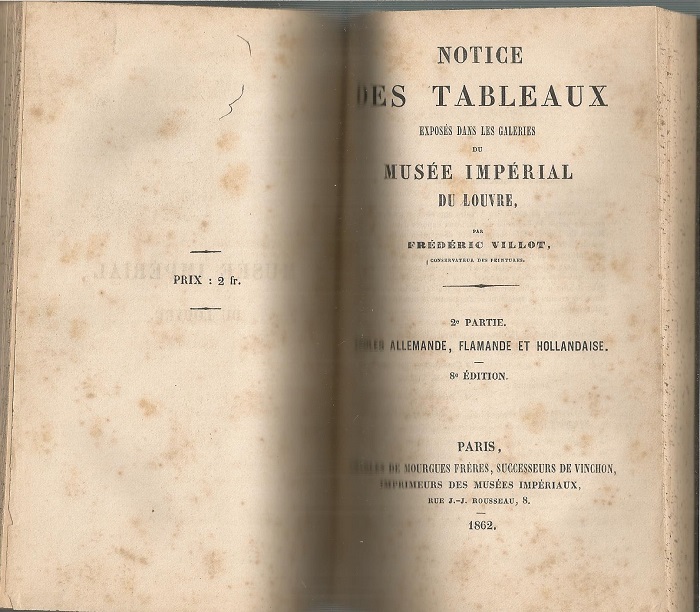 PRIX : 2 fr.
NOTICE
DES TABLEAUX
EXPOSÉS DANS LES GALERIES
DU
MUSÉE IMPÉRIAL
DU LOUVRE,
PAR
FRÉDÉRIC VILLOT,
CONSERVATEUR DES PEINTURES.
2e PARTIE.
ALLEMANDE, FLAMANDE ET HOLLANDAISE.
8e ÉDITION.
PARIS,
DE MOURGUES FRÈRES, SUCCESSEURS DE VINCHON,
IMPRIMEURS DES MUSÉES IMPÉRIAUX,
RUE J.-J. ROUSSEAU, 8.
1862.